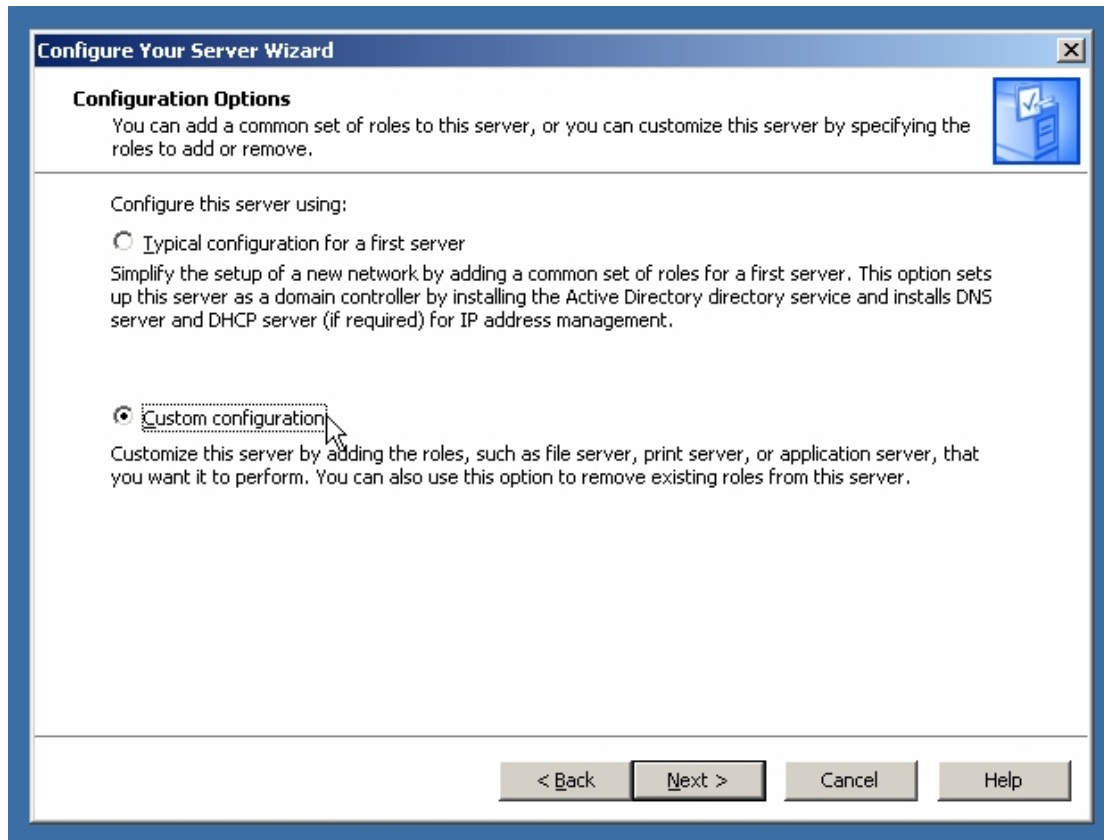 Configure Your Server Wizard
Configuration Options
You can add a common set of roles to this server, or you can customize this server by specifying the
roles to add or remove.
Configure this server using:
Typical configuration for a first server
Simplify the setup of a new network by adding a common set of roles for a first server. This option sets
up this server as a domain controller by installing the Active Directory directory service and installs DNS
server and DHCP server (if required) for IP address management.
Custom configuration
Customize this server by adding the roles, such as file server, print server, or application server, that
you want it to perform. You can also use this option to remove existing roles from this server.
< Back Next > Cancel Help